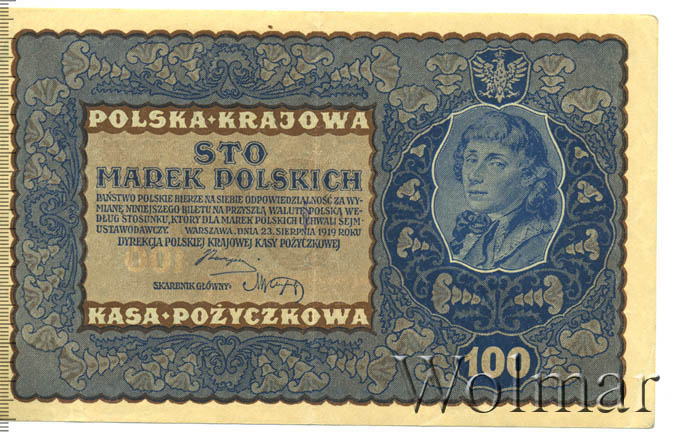 POLSKA·KRAJOWA
STO
MAREK POLSKICH
PAŃSTWO POLSKIE BIERZE NA SIEBIE ODPOWIEDZIALNOŚĆ ZA WY-
MIANĘ NINIEJSZEGO BILETU NA PRZYSZŁĄ WALUTĘ POLSKĄ WE-
DŁUG STOSUNKU, KTÓRY DLA MAREK POLSKICH UCHWALI SEJM-
USTAWODAWCZY. WARSZAWA, DNIA 23. SIERPNIA 1919 ROKU
DYREKCJA POLSKIEJ KRAJOWEJ KASY POŻYCZKOWEJ
SKARBNIK GŁÓWNY:
KASA·POŻYCZKOWA
100
Wolmar